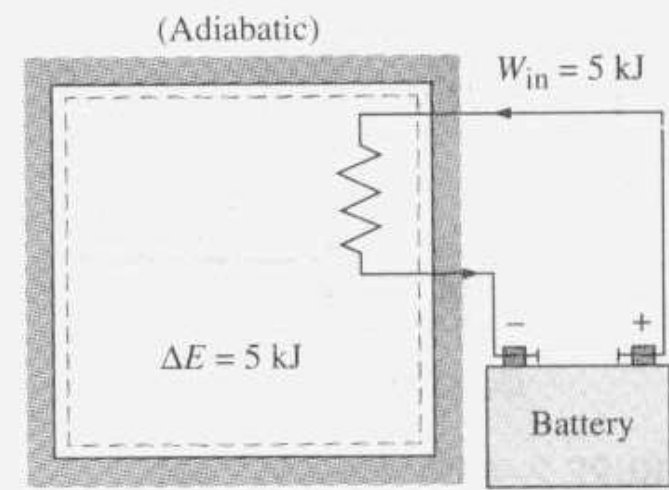 (Adiabatic)
W_in = 5 kJ
ΔE = 5 kJ
− +
Battery